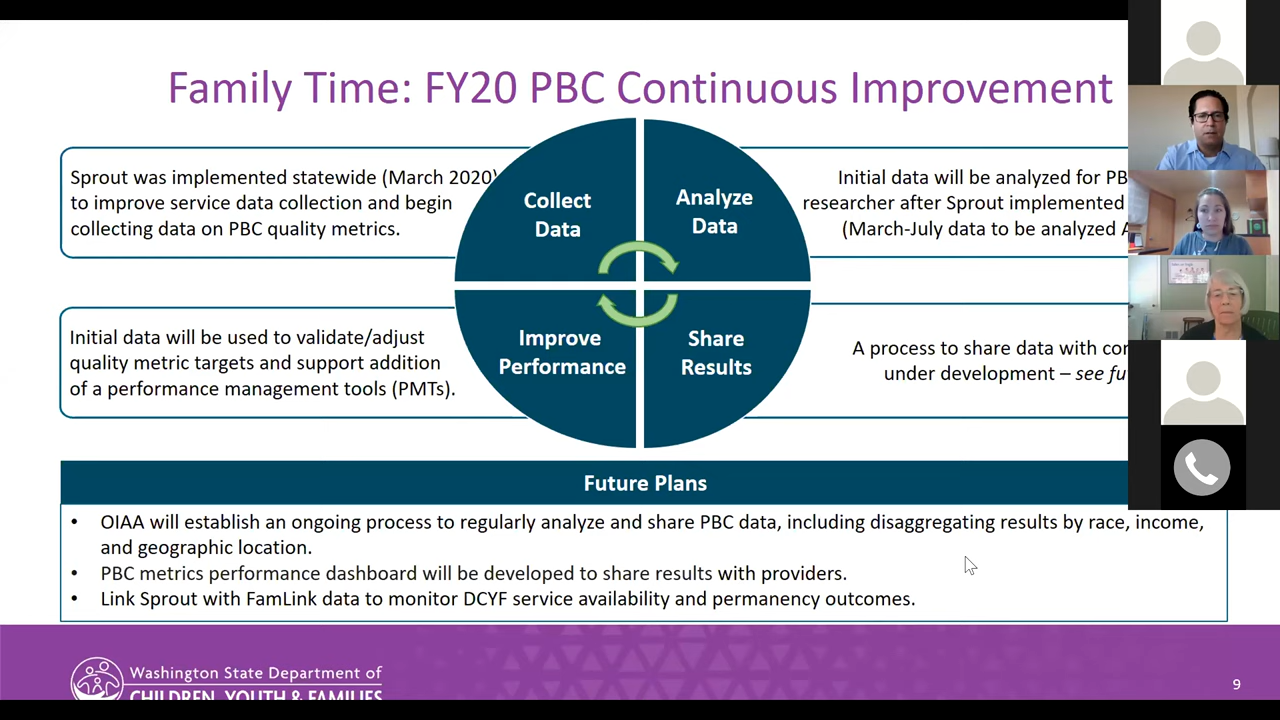 Family Time: FY20 PBC Continuous Improvement
Sprout was implemented statewide (March 2020)
to improve service data collection and begin
collecting data on PBC quality metrics.
Collect
Data
Analyze
Data
Initial data will be analyzed for PB
researcher after Sprout implemented
(March-July data to be analyzed A
Initial data will be used to validate/adjust
quality metric targets and support addition
of a performance management tools (PMTs).
Improve
Performance
Share
Results
A process to share data with con
under development – see fu
Future Plans
• OIAA will establish an ongoing process to regularly analyze and share PBC data, including disaggregating results by race, income,
and geographic location.
• PBC metrics performance dashboard will be developed to share results with providers.
• Link Sprout with FamLink data to monitor DCYF service availability and permanency outcomes.
Washington State Department of
CHILDREN, YOUTH & FAMILIES
9